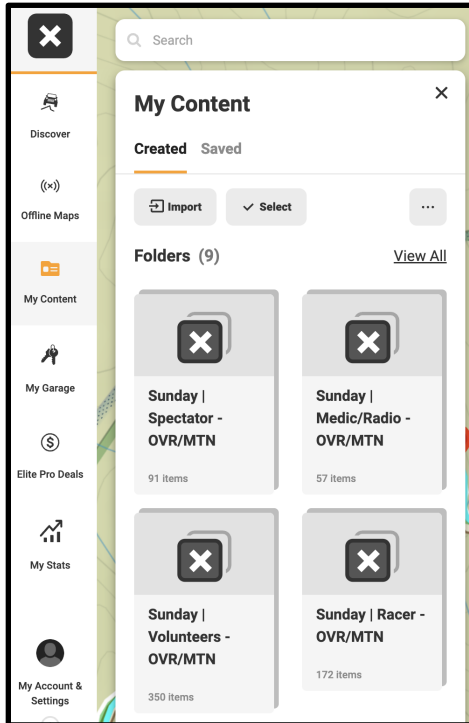 Search
Discover
Offline Maps
My Content
My Garage
Elite Pro Deals
My Stats
My Account &
Settings
My Content
Created Saved
Import Select ...
Folders (9) View All
Sunday |
Spectator -
OVR/MTN
91 items
Sunday |
Medic/Radio -
OVR/MTN
57 items
Sunday |
Volunteers -
OVR/MTN
350 items
Sunday | Racer -
OVR/MTN
172 items